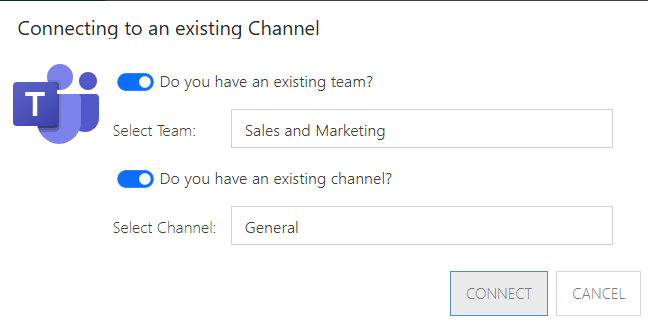 Connecting to an existing Channel
T
Do you have an existing team?
Select Team: Sales and Marketing
Do you have an existing channel?
Select Channel: General
CONNECT CANCEL